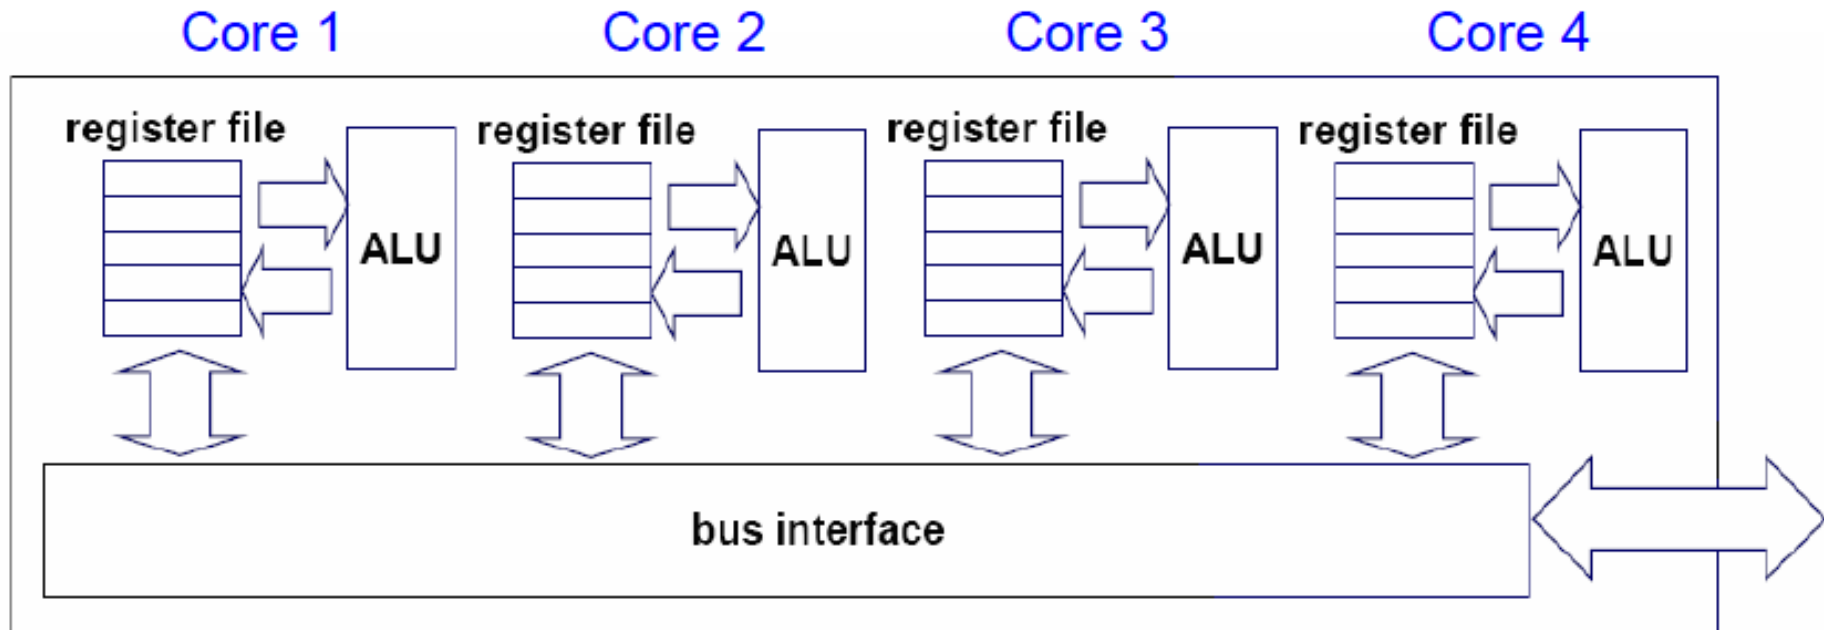 Core 1 Core 2 Core 3 Core 4
register file register file register file register file
ALU ALU ALU ALU
bus interface